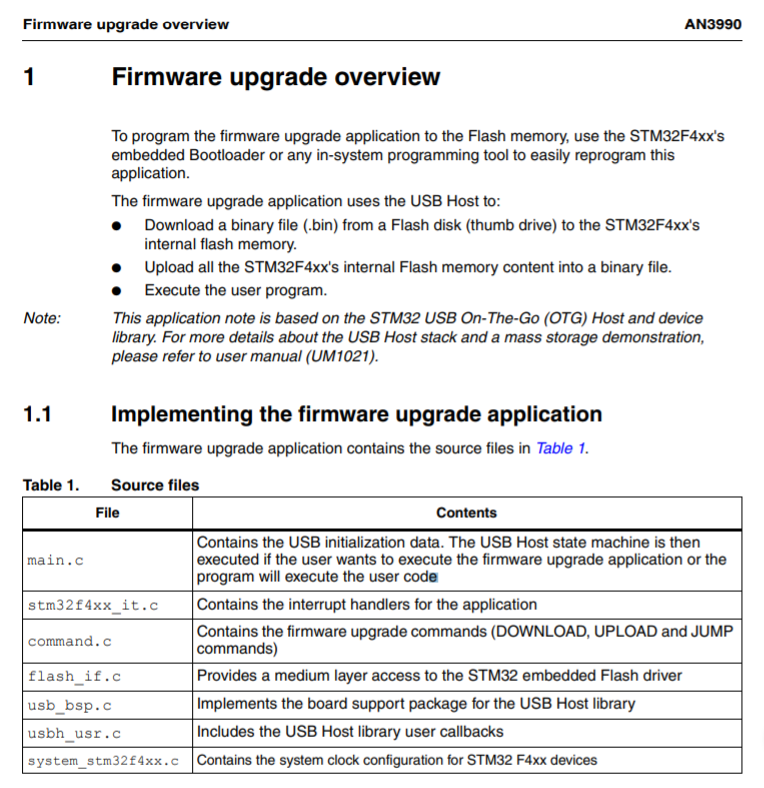 Firmware upgrade overview AN3990
1 Firmware upgrade overview
To program the firmware upgrade application to the Flash memory, use the STM32F4xx's
embedded Bootloader or any in-system programming tool to easily reprogram this
application.
The firmware upgrade application uses the USB Host to:
● Download a binary file (.bin) from a Flash disk (thumb drive) to the STM32F4xx's
internal flash memory.
● Upload all the STM32F4xx's internal Flash memory content into a binary file.
● Execute the user program.
Note: This application note is based on the STM32 USB On-The-Go (OTG) Host and device
library. For more details about the USB Host stack and a mass storage demonstration,
please refer to user manual (UM1021).
1.1 Implementing the firmware upgrade application
The firmware upgrade application contains the source files in Table 1.
Table 1. Source files
File Contents
main.c Contains the USB initialization data. The USB Host state machine is then
executed if the user wants to execute the firmware upgrade application or the
program will execute the user code
stm32f4xx_it.c Contains the interrupt handlers for the application
command.c Contains the firmware upgrade commands (DOWNLOAD, UPLOAD and JUMP
commands)
flash_if.c Provides a medium layer access to the STM32 embedded Flash driver
usb_bsp.c Implements the board support package for the USB Host library
usbh_usr.c Includes the USB Host library user callbacks
system_stm32f4xx.c Contains the system clock configuration for STM32 F4xx devices